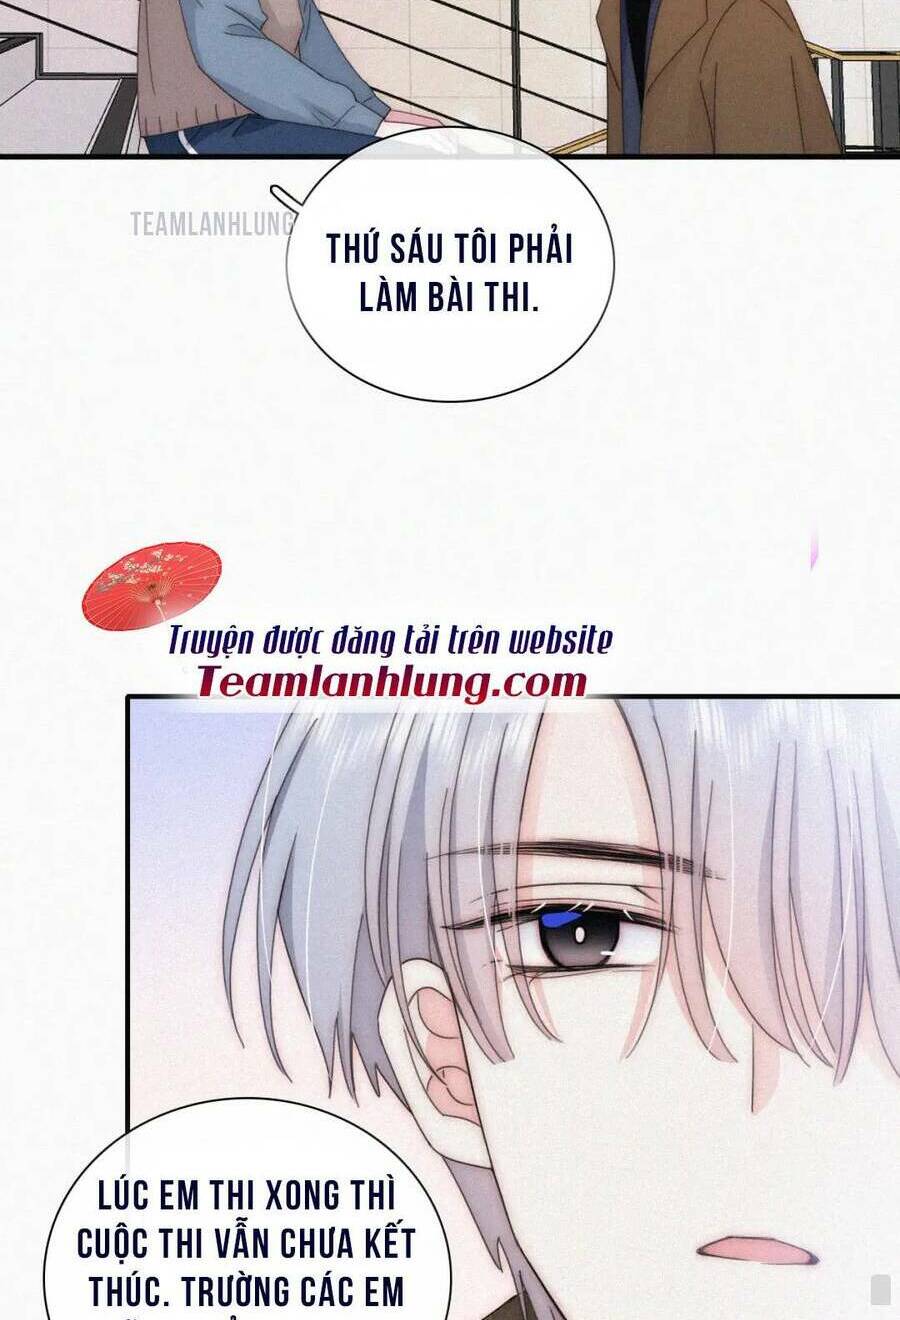 TEAMLANHLUNG
THỨ SÁU TÔI PHẢI
LÀM BÀI THI.
Truyện được đăng tải trên website
Teamlanhlung.com
LÚC EM THI XONG THÌ
CUỘC THI VẪN CHƯA KẾT
THÚC. TRƯỜNG CÁC EM